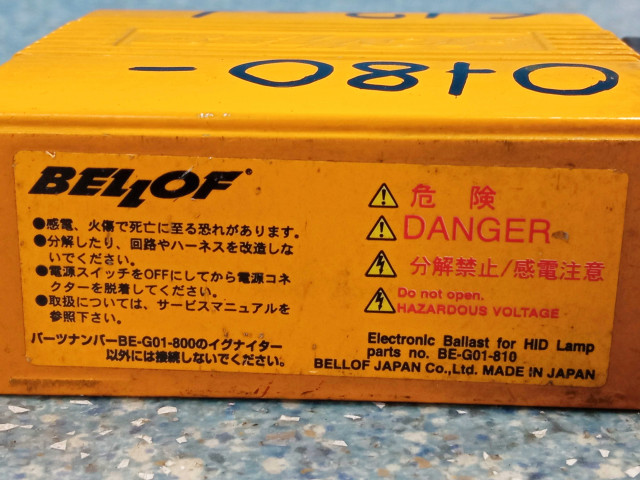 -0840
BELLOF
●感電、火傷で死亡に至る恐れがあります。
●分解したり、回路やハーネスを改造しな
いでください。
●電源スイッチをOFFにしてから電源コネ
クターを脱着してください。
●取扱については、サービスマニュアルを
参照下さい。
パーツナンバーBE-G01-800のイグナイター
以外には接続しないでください。
危 険
DANGER
分解禁止/感電注意
Do not open.
HAZARDOUS VOLTAGE
Electronic Ballast for HID Lamp
parts no. BE-G01-810
BELLOF JAPAN Co.,Ltd. MADE IN JAPAN